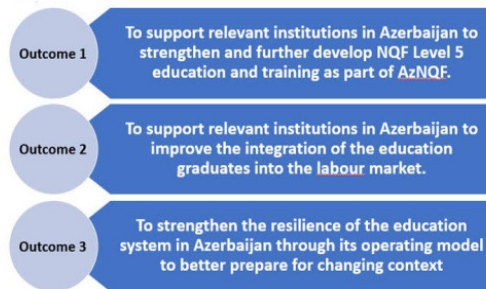 Outcome 1
To support relevant institutions in Azerbaijan to
strengthen and further develop NQF Level 5
education and training as part of AzNQF.
Outcome 2
To support relevant institutions in Azerbaijan to
improve the integration of the education
graduates into the labour market.
Outcome 3
To strengthen the resilience of the education
system in Azerbaijan through its operating model
to better prepare for changing context